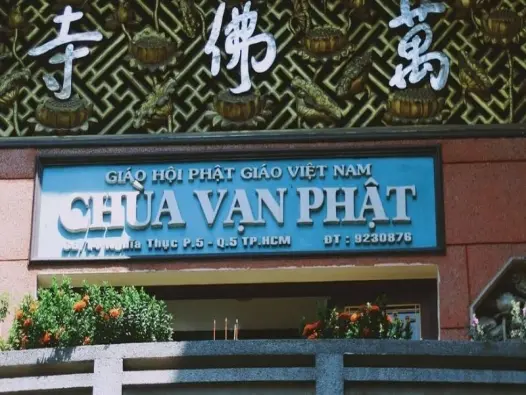 寺 佛 萬
GIÁO HỘI PHẬT GIÁO VIỆT NAM
CHÙA VẠN PHẬT
Nghĩa Thục P.5 - Q.5 TP.HCM ĐT : 9230876